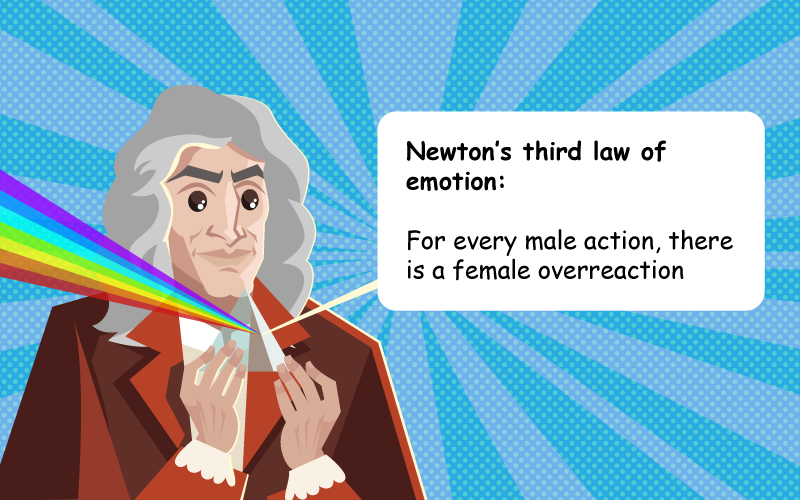 Newton's third law of
emotion:
For every male action, there
is a female overreaction